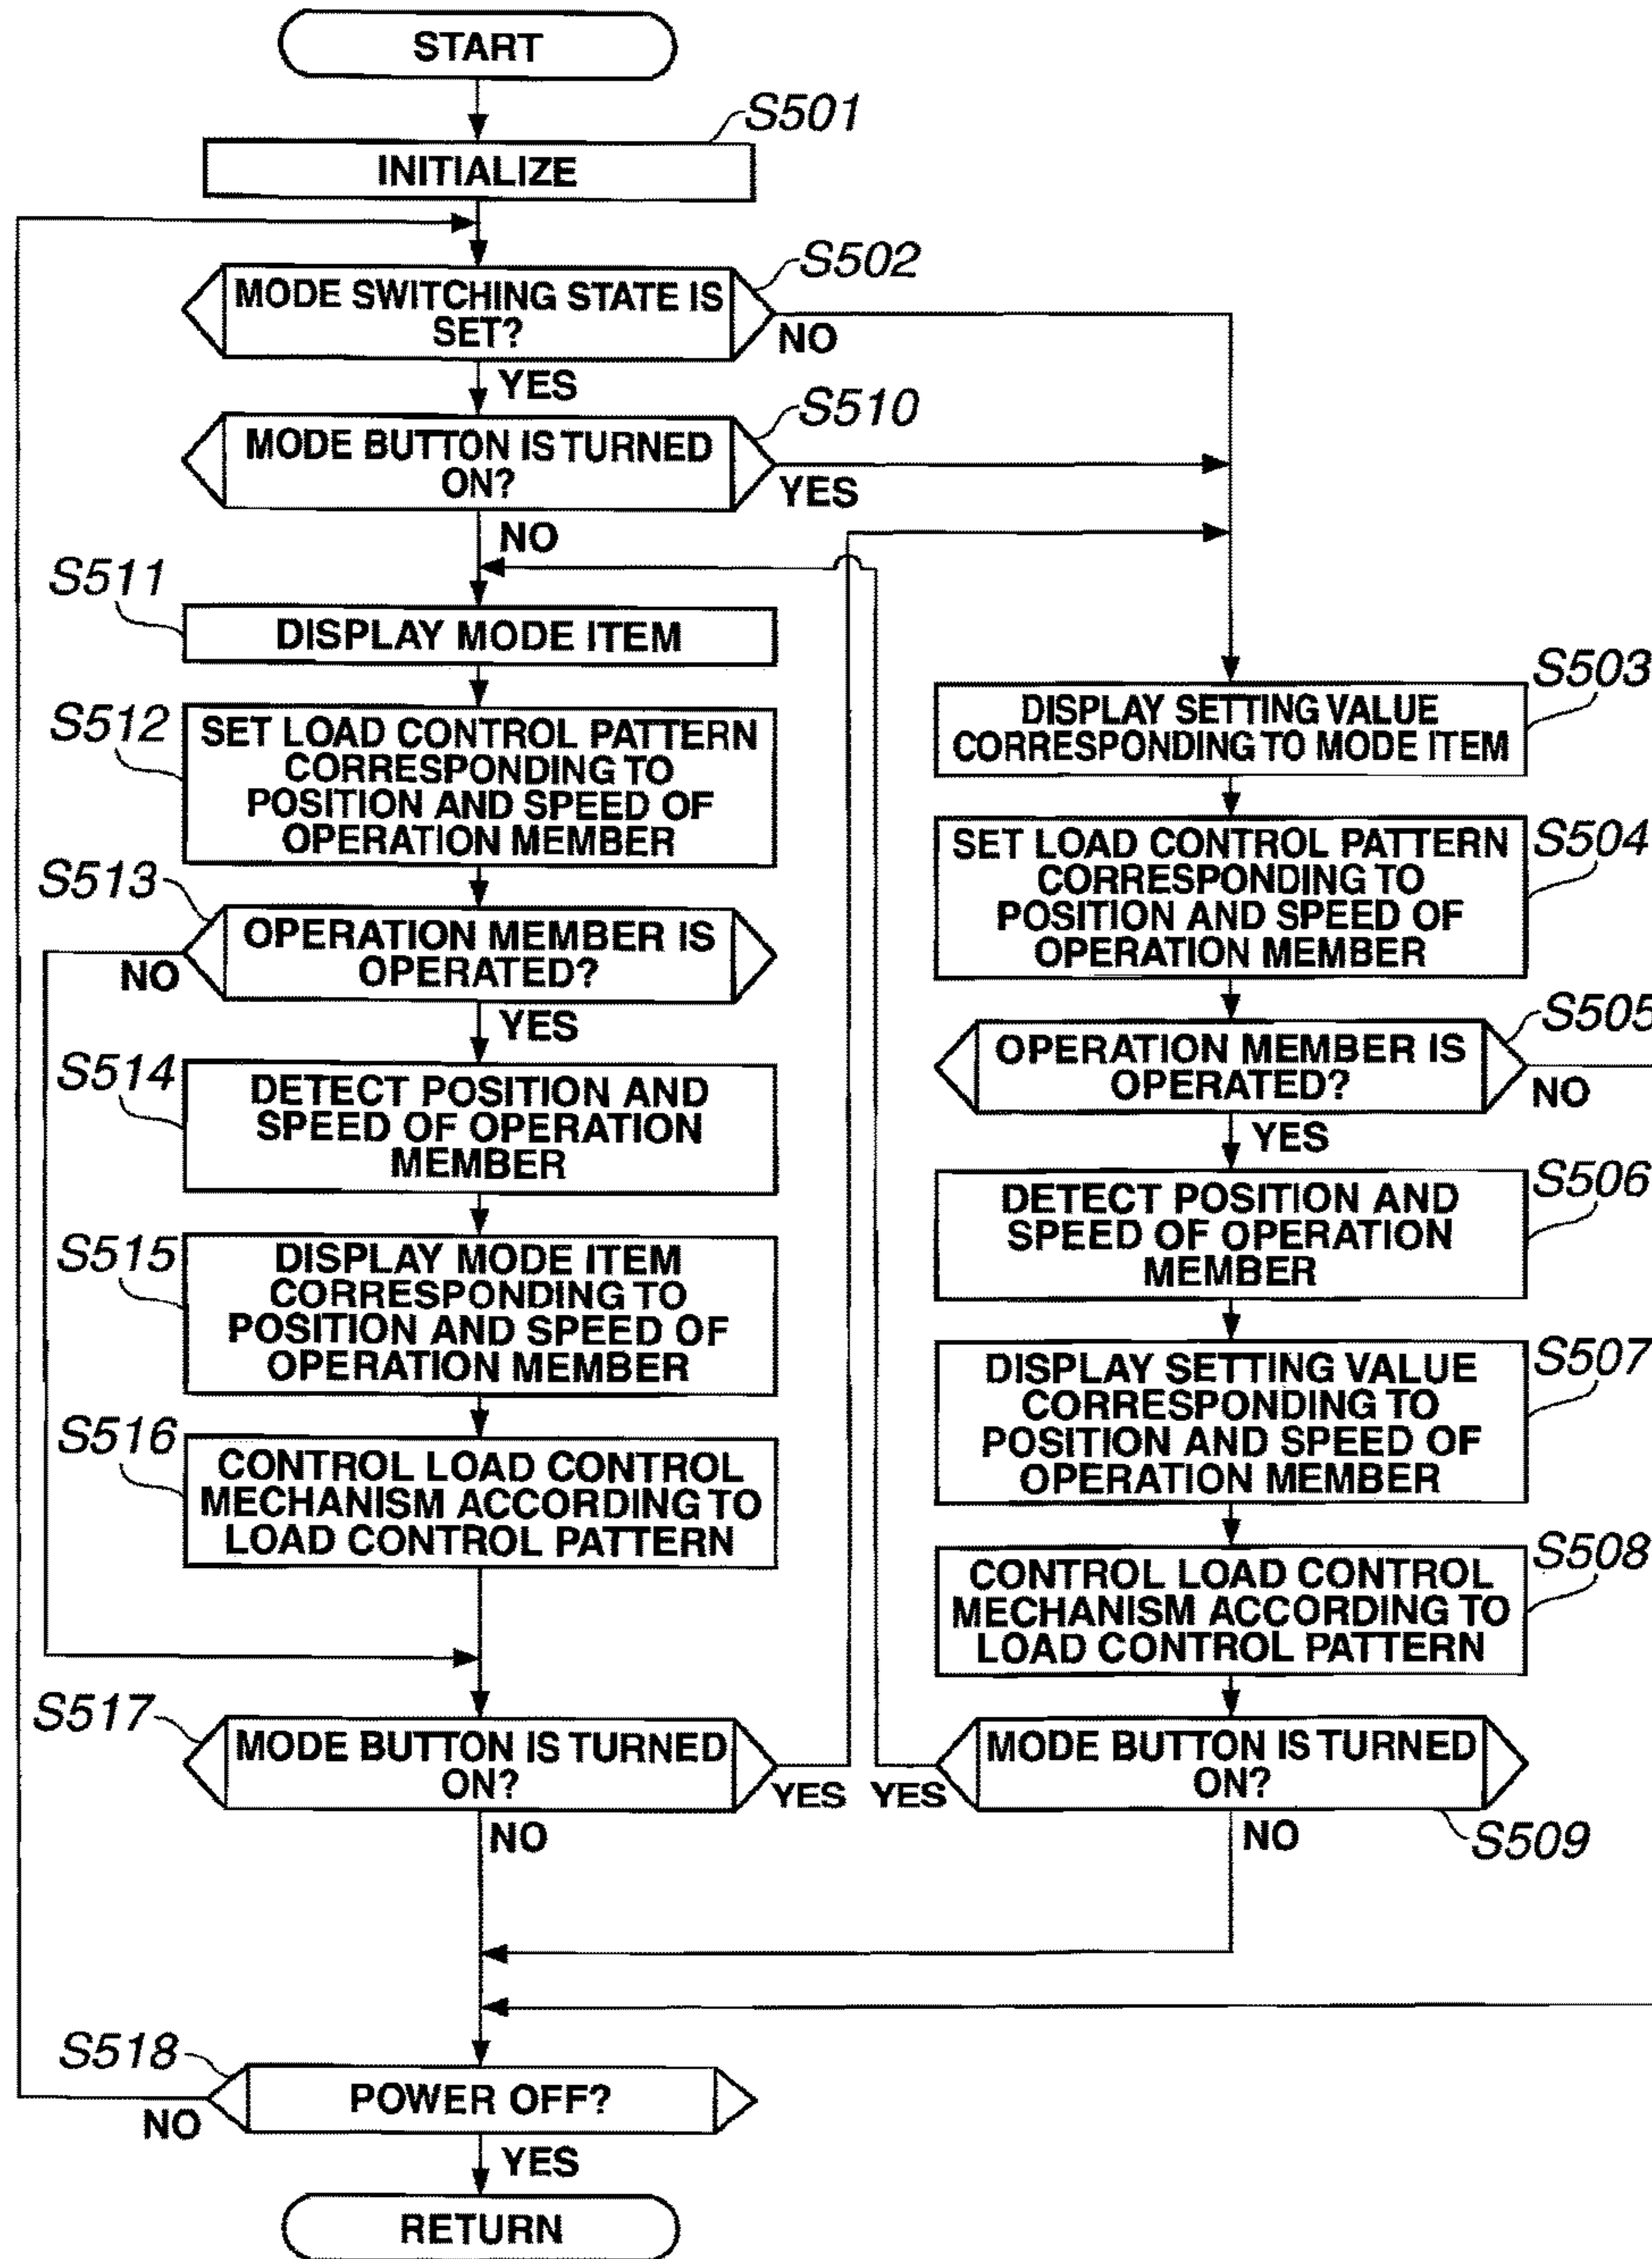 START
S501
INITIALIZE
S502
MODE SWITCHING STATE IS
SET?
NO
YES
S510
MODE BUTTON IS TURNED
ON?
YES
NO
S511
DISPLAY MODE ITEM
S512
SET LOAD CONTROL PATTERN
CORRESPONDING TO
POSITION AND SPEED OF
OPERATION MEMBER
S513
OPERATION MEMBER IS
OPERATED?
NO
YES
S514
DETECT POSITION AND
SPEED OF OPERATION
MEMBER
S515
DISPLAY MODE ITEM
CORRESPONDING TO
POSITION AND SPEED OF
OPERATION MEMBER
S516
CONTROL LOAD CONTROL
MECHANISM ACCORDING TO
LOAD CONTROL PATTERN
S517
MODE BUTTON IS TURNED
ON?
YES
NO
S503
DISPLAY SETTING VALUE
CORRESPONDING TO MODE ITEM
S504
SET LOAD CONTROL PATTERN
CORRESPONDING TO
POSITION AND SPEED OF
OPERATION MEMBER
S505
OPERATION MEMBER IS
OPERATED?
NO
YES
S506
DETECT POSITION AND
SPEED OF OPERATION
MEMBER
S507
DISPLAY SETTING VALUE
CORRESPONDING TO
POSITION AND SPEED OF
OPERATION MEMBER
S508
CONTROL LOAD CONTROL
MECHANISM ACCORDING TO
LOAD CONTROL PATTERN
MODE BUTTON IS TURNED
ON?
YES
NO
S509
S518
POWER OFF?
NO
YES
RETURN